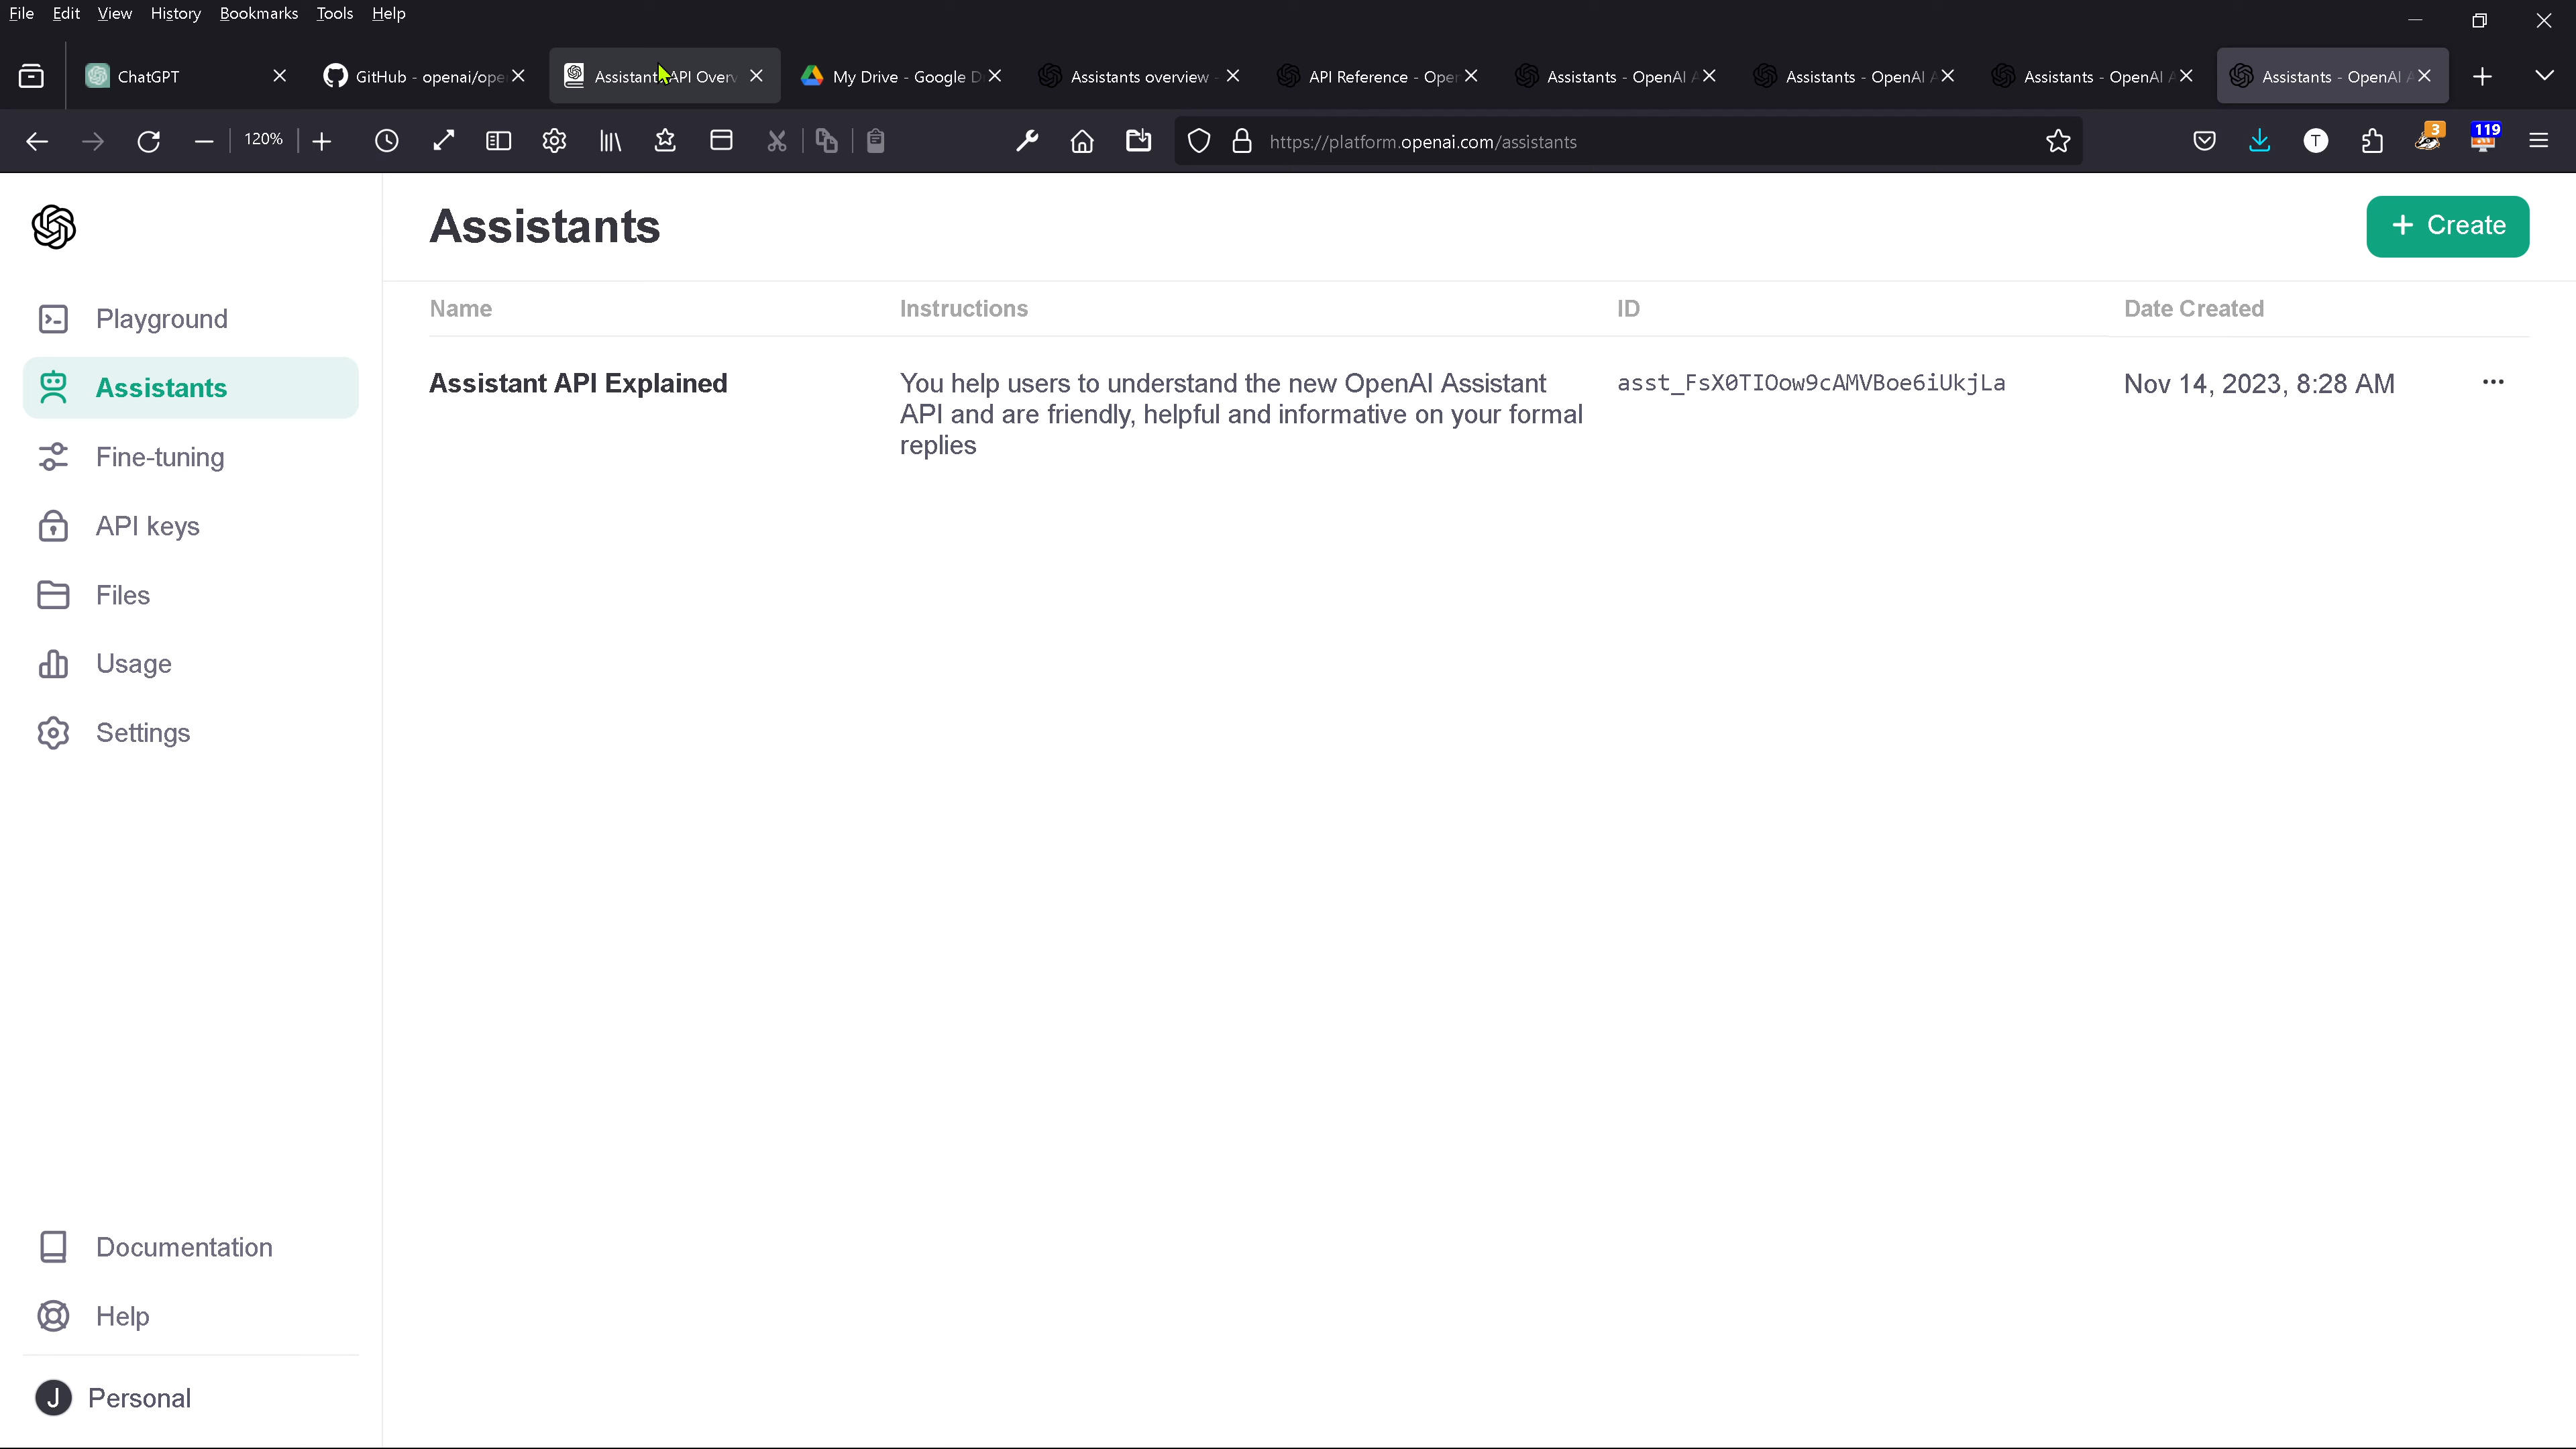 File Edit View History Bookmarks Tools Help
ChatGPT
GitHub - openai/ope
Assistant API Over
My Drive - Google D
Assistants overview -
API Reference - Oper
Assistants - OpenAI A
Assistants - OpenAI A
Assistants - OpenAI A
Assistants - OpenAI A
120%
https://platform.openai.com/assistants
T
3
119
Assistants
+ Create
Playground
Assistants
Fine-tuning
API keys
Files
Usage
Settings
Name Instructions ID Date Created
Assistant API Explained
You help users to understand the new OpenAI Assistant
API and are friendly, helpful and informative on your formal
replies
asst_FsX0TIOow9cAMVBoe6iUkjLa
Nov 14, 2023, 8:28 AM
Documentation
Help
J Personal